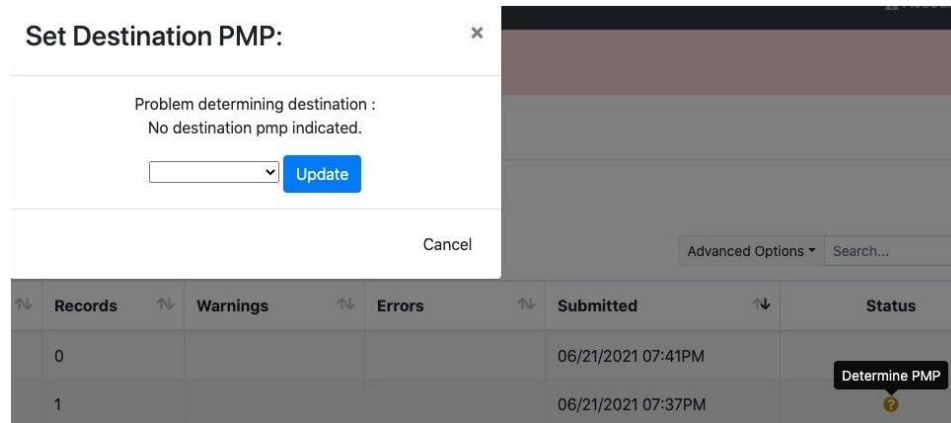 Set Destination PMP:
×
Problem determining destination :
No destination pmp indicated.
Update
Cancel
Advanced Options
Search...
Records
Warnings
Errors
Submitted
Status
0
06/21/2021 07:41PM
Determine PMP
1
06/21/2021 07:37PM
?